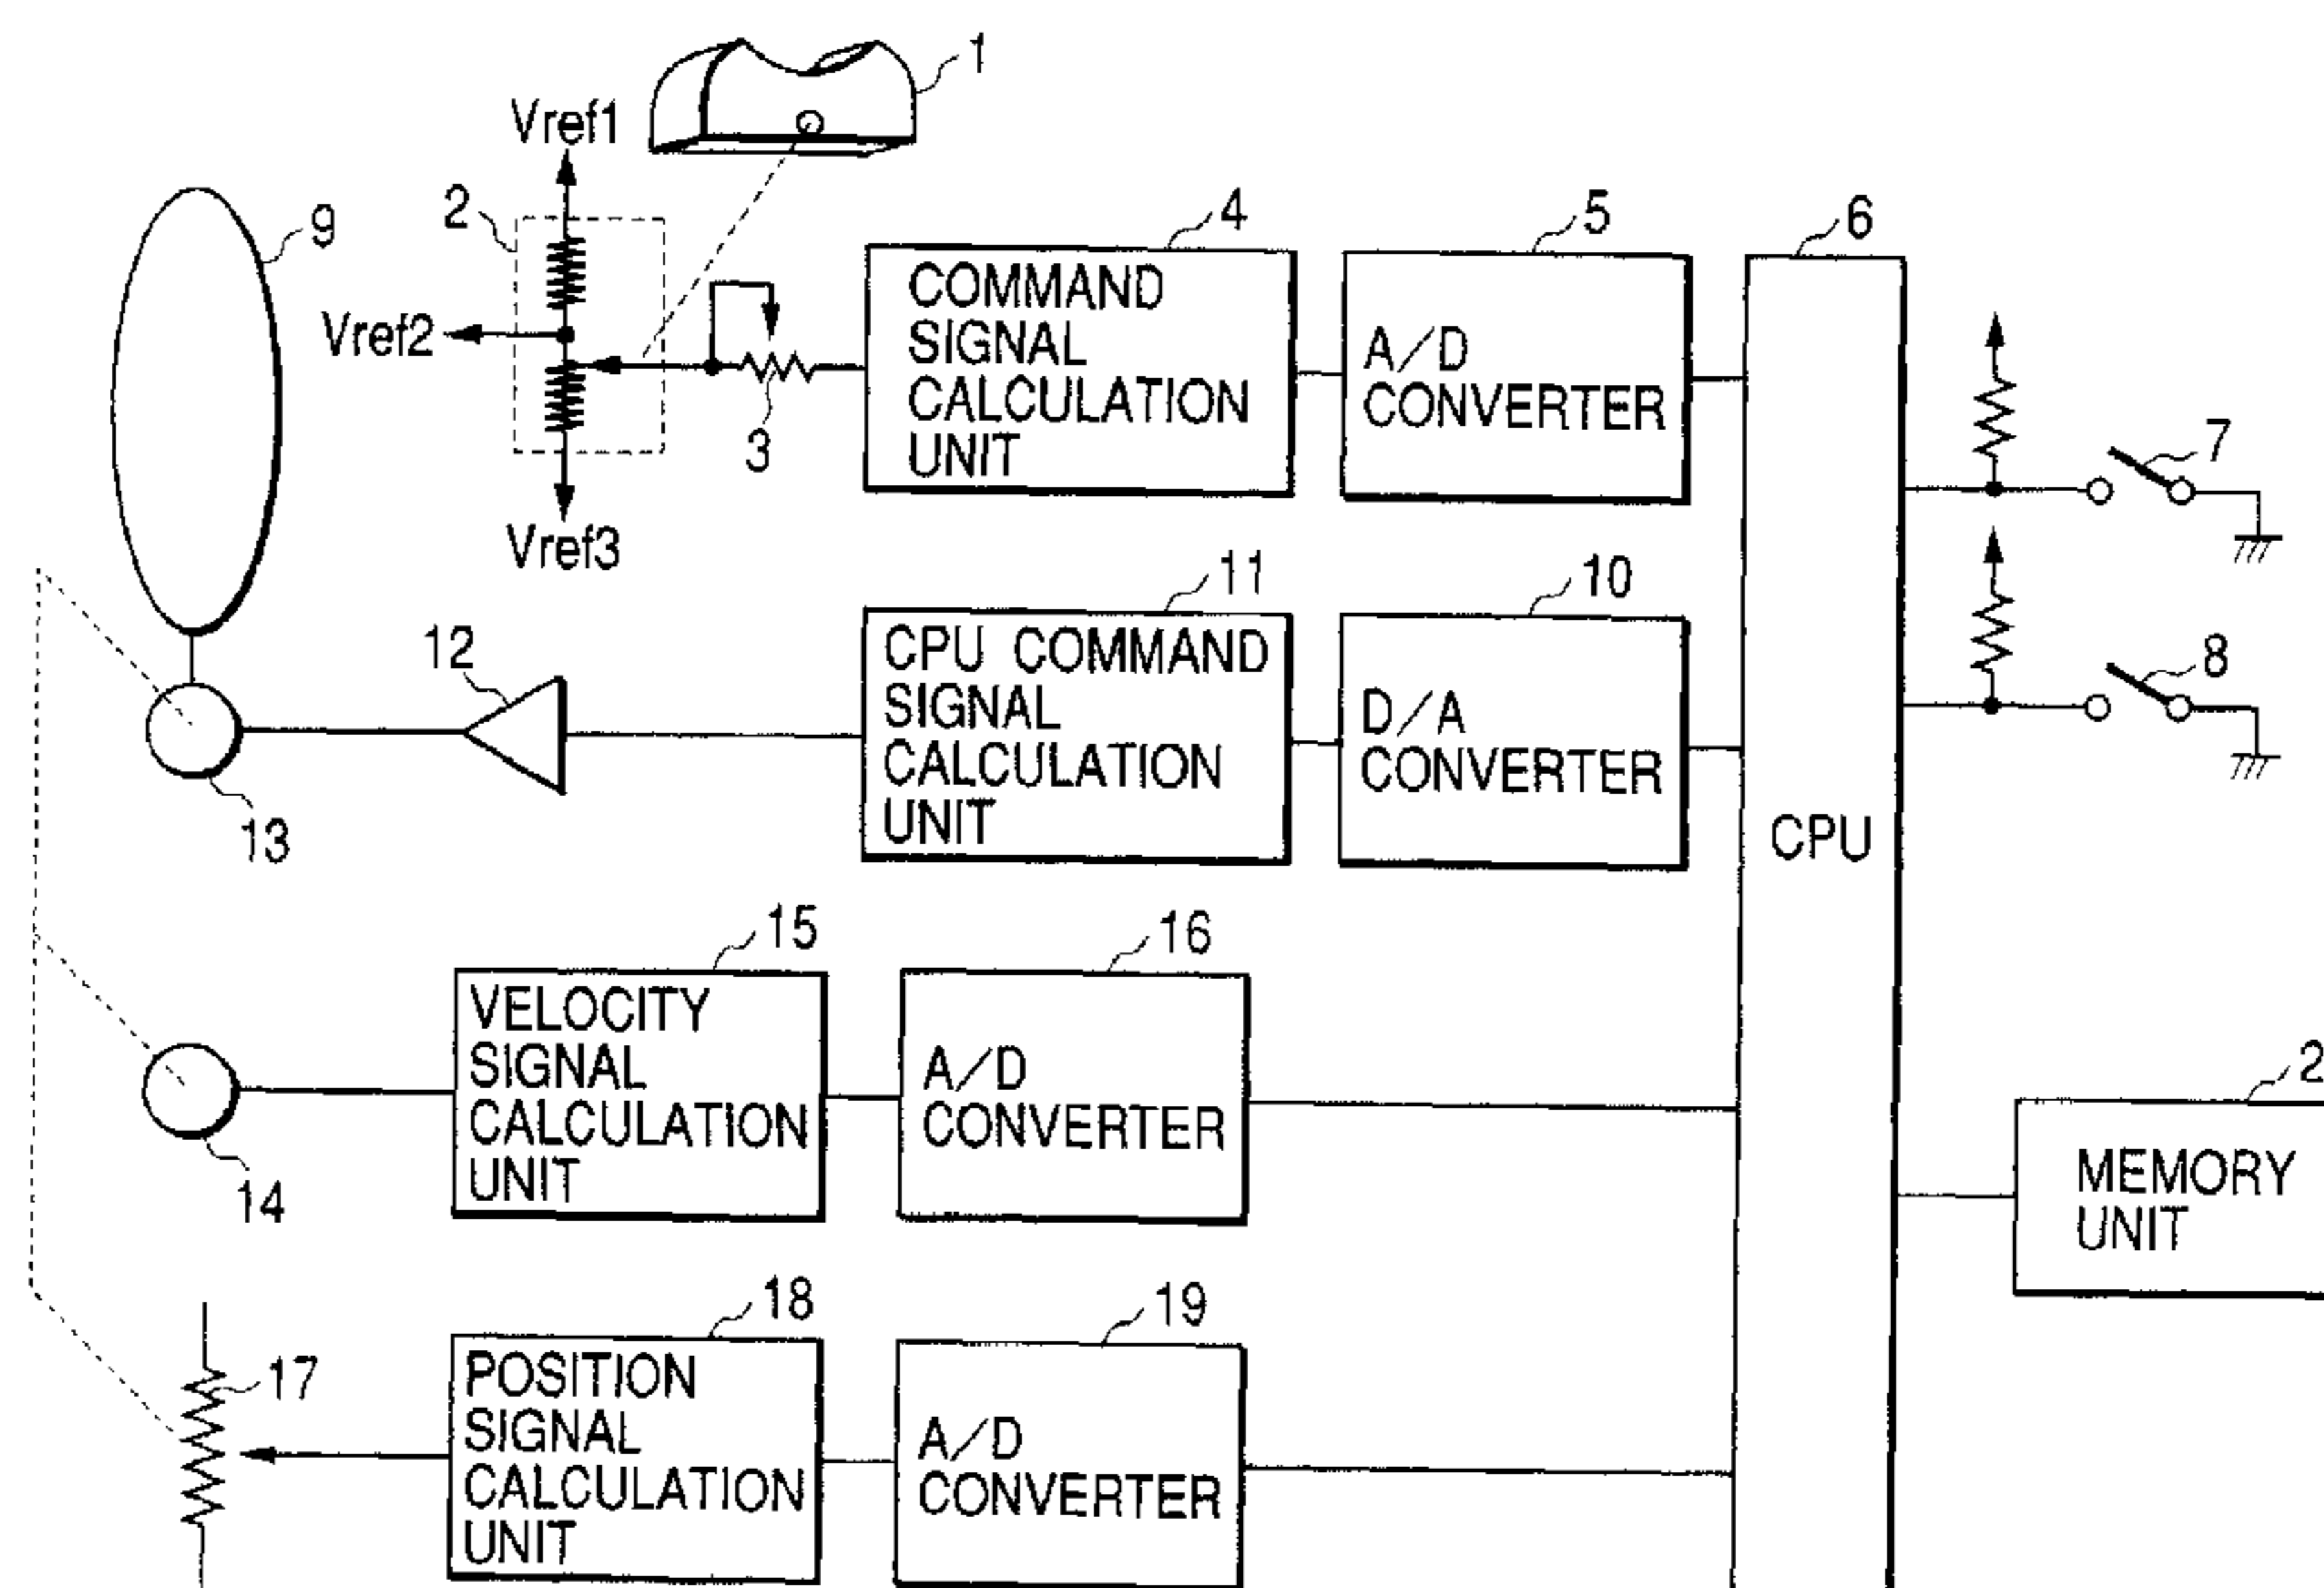 1
Vref1
2
9
4
5
6
COMMAND
SIGNAL
CALCULATION
UNIT
A/D
CONVERTER
Vref2
3
7
Vref3
11
10
12
CPU COMMAND
SIGNAL
CALCULATION
UNIT
D/A
CONVERTER
8
13
CPU
15
16
VELOCITY
SIGNAL
CALCULATION
UNIT
A/D
CONVERTER
14
MEMORY
UNIT
18
19
17
POSITION
SIGNAL
CALCULATION
UNIT
A/D
CONVERTER